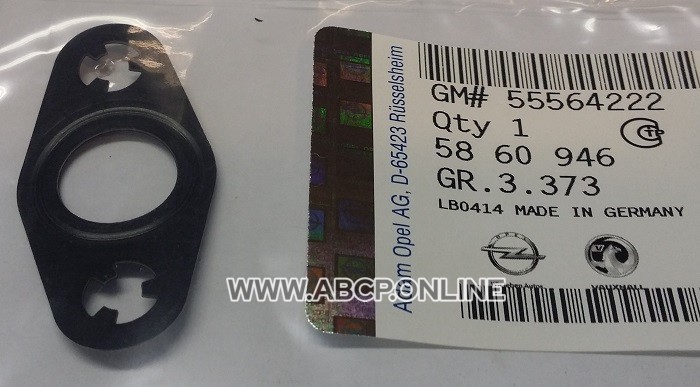 Adam Opel AG, D-65423 Rüsselsheim
GM# 55564222
Qty 1
58 60 946
GR.3.373
LB0414 MADE IN GERMANY
OPEL
VAUXHALL
WWW.ABCP.ONLINE